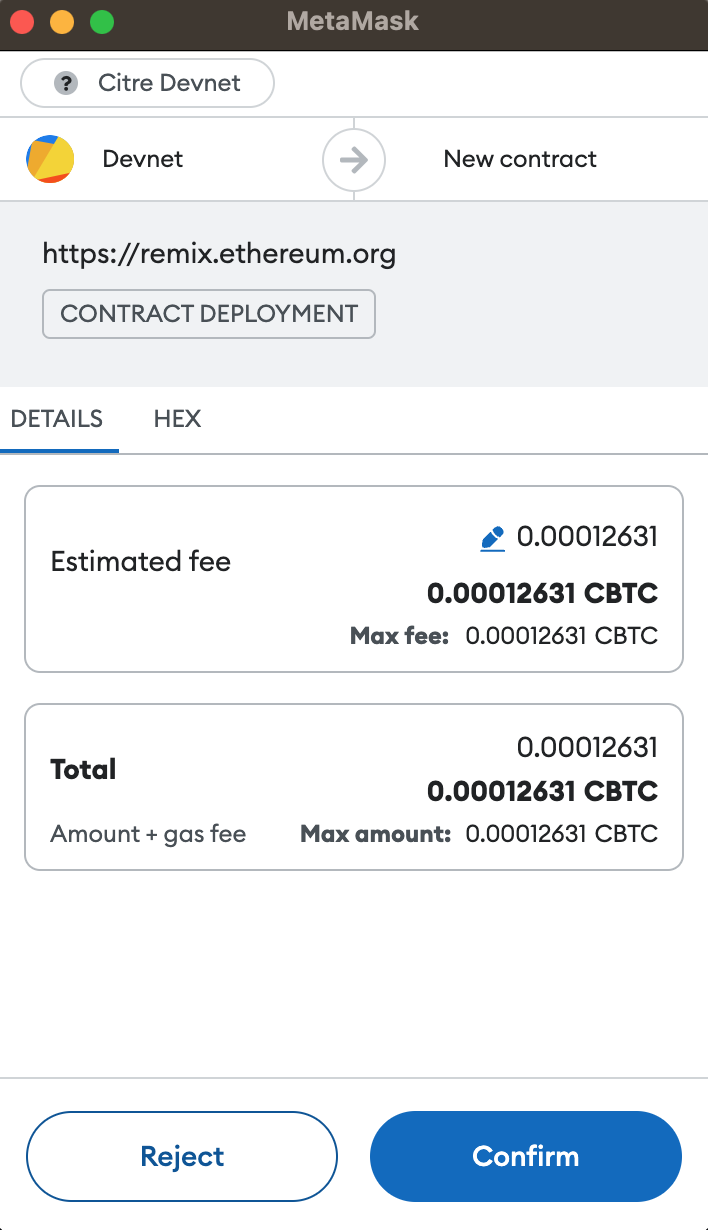 MetaMask
? Citre Devnet
Devnet New contract
https://remix.ethereum.org
CONTRACT DEPLOYMENT
DETAILS HEX
0.00012631
Estimated fee
0.00012631 CBTC
Max fee: 0.00012631 CBTC
0.00012631
Total
0.00012631 CBTC
Amount + gas fee Max amount: 0.00012631 CBTC
Reject Confirm